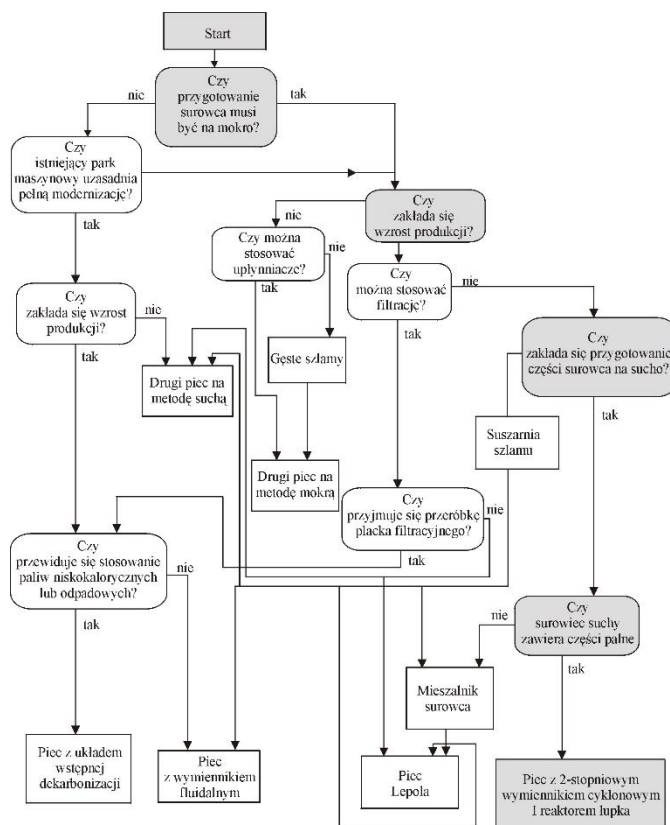 Start
Czy
przygotowanie
surowca musi
być na mokro?
nie
tak
Czy
istniejący park
maszynowy uzasadnia
pełną modernizację?
tak
Czy
zakłada się
wzrost produkcji?
nie
Czy można
stosować
upłynniacze?
nie
tak
Czy
można stosować
filtrację?
nie
tak
Czy
zakłada się wzrost
produkcji?
nie
tak
Gęste szlamy
Czy
zakłada się przygotowanie
części surowca na sucho?
tak
Drugi piec na
metodę suchą
Suszarnia
szlamu
Drugi piec na
metodę mokrą
Czy
przyjmuje się przeróbkę
placka filtracyjnego?
nie
tak
Czy
przewiduje się stosowanie
paliw niskokalorycznych
lub odpadowych?
nie
tak
Czy
surowiec suchy
zawiera części palne
nie
tak
Mieszalnik
surowca
Piec z układem
wstępnej
dekarbonizacji
Piec
z wymiennikiem
fluidalnym
Piec
Lepola
Piec z 2-stopniowym
wymiennikiem cyklonowym
I reaktorem łupka